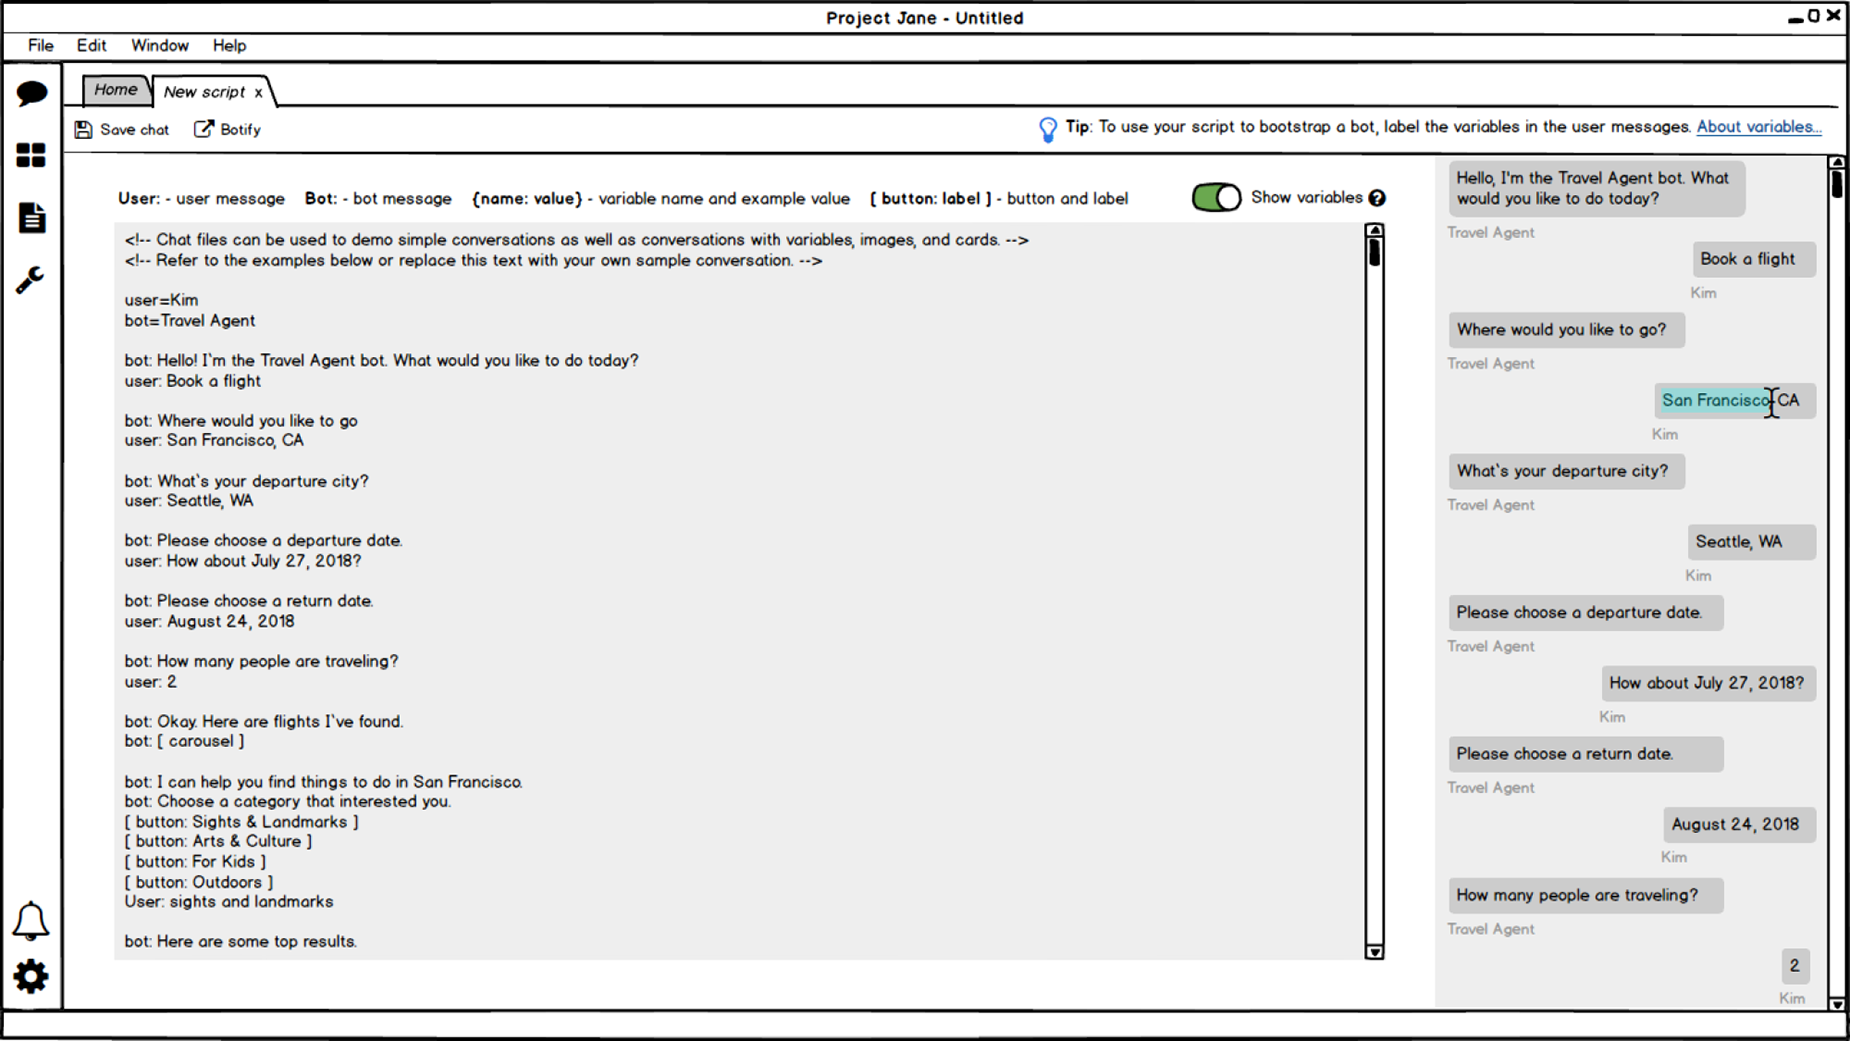 Project Jane - Untitled
File Edit Window Help
Home New script x
Save chat Botify
Tip: To use your script to bootstrap a bot, label the variables in the user messages. About variables...
User: - user message Bot: - bot message {name: value} - variable name and example value [ button: label ] - button and label
Show variables ?
<!-- Chat files can be used to demo simple conversations as well as conversations with variables, images, and cards. -->
<!-- Refer to the examples below or replace this text with your own sample conversation. -->
user=Kim
bot=Travel Agent
bot: Hello! I`m the Travel Agent bot. What would you like to do today?
user: Book a flight
bot: Where would you like to go
user: San Francisco, CA
bot: What`s your departure city?
user: Seattle, WA
bot: Please choose a departure date.
user: How about July 27, 2018?
bot: Please choose a return date.
user: August 24, 2018
bot: How many people are traveling?
user: 2
bot: Okay. Here are flights I`ve found.
bot: [ carousel ]
bot: I can help you find things to do in San Francisco.
bot: Choose a category that interested you.
[ button: Sights & Landmarks ]
[ button: Arts & Culture ]
[ button: For Kids ]
[ button: Outdoors ]
User: sights and landmarks
bot: Here are some top results.
Hello, I'm the Travel Agent bot. What
would you like to do today?
Travel Agent
Book a flight
Kim
Where would you like to go?
Travel Agent
San Francisco, CA
Kim
What`s your departure city?
Travel Agent
Seattle, WA
Kim
Please choose a departure date.
Travel Agent
How about July 27, 2018?
Kim
Please choose a return date.
Travel Agent
August 24, 2018
Kim
How many people are traveling?
Travel Agent
2
Kim